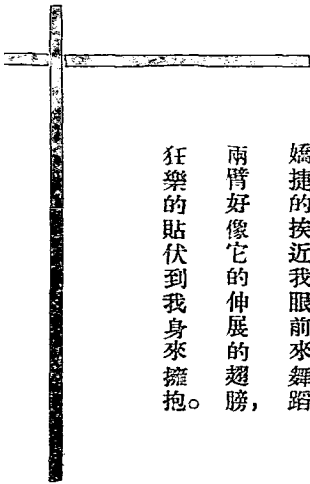 嬌捷的挨近我眼前來舞蹈
兩臂好像它的伸展的翅膀，
狂樂的貼伏到我身來擁抱。